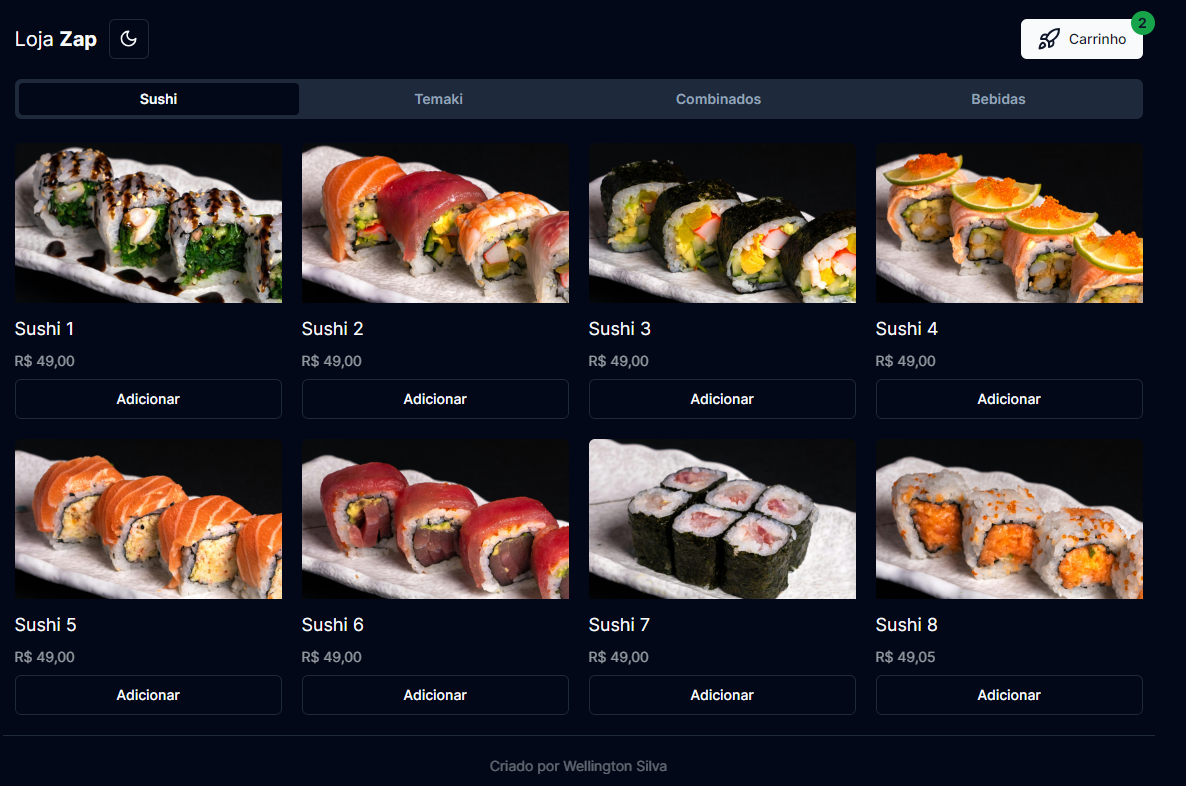 Loja Zap
Carrinho
2
Sushi
Temaki
Combinados
Bebidas
Sushi 1
Sushi 2
Sushi 3
Sushi 4
R$ 49,00
R$ 49,00
R$ 49,00
R$ 49,00
Adicionar
Adicionar
Adicionar
Adicionar
Sushi 5
Sushi 6
Sushi 7
Sushi 8
R$ 49,00
R$ 49,00
R$ 49,00
R$ 49,05
Adicionar
Adicionar
Adicionar
Adicionar
Criado por Wellington Silva